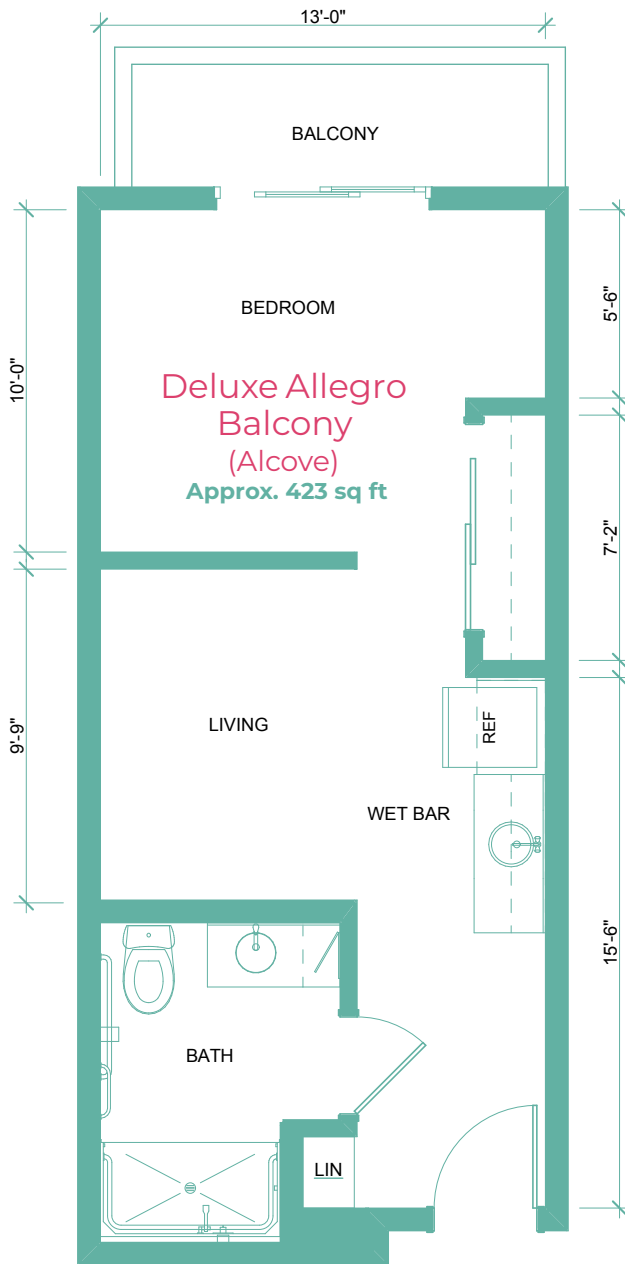 13'-0"
BALCONY
BEDROOM
5'-6"
10'-0"
Deluxe Allegro
Balcony
(Alcove)
Approx. 423 sq ft
7'-2"
LIVING
REF
9'-9"
WET BAR
15'-6"
BATH
LIN